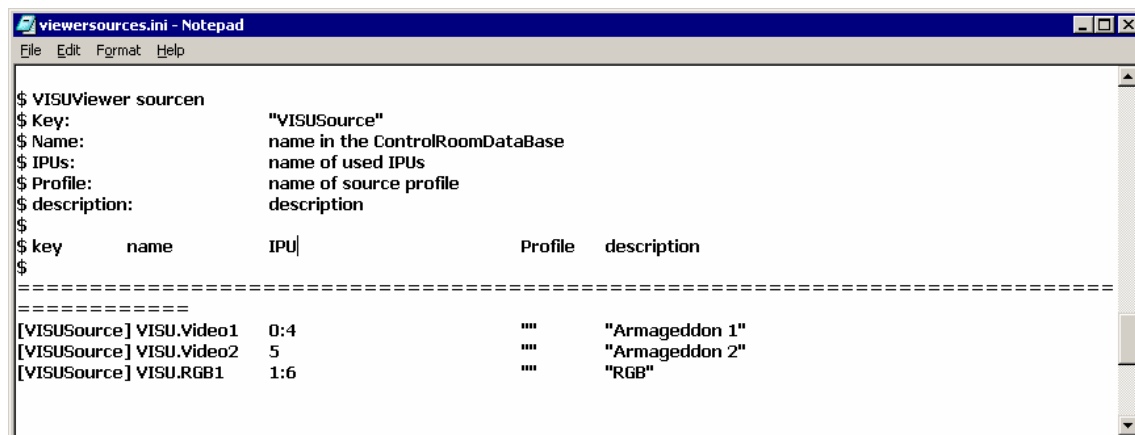 viewersources.ini - Notepad
File Edit Format Help
$ VISUViewer sourcen
$ Key: "VISUSource"
$ Name: name in the ControlRoomDataBase
$ IPUs: name of used IPUs
$ Profile: name of source profile
$ description: description
$
$ key name IPU Profile description
$
================================================================================
============
[VISUSource] VISU.Video1 0:4 "" "Armageddon 1"
[VISUSource] VISU.Video2 5 "" "Armageddon 2"
[VISUSource] VISU.RGB1 1:6 "" "RGB"